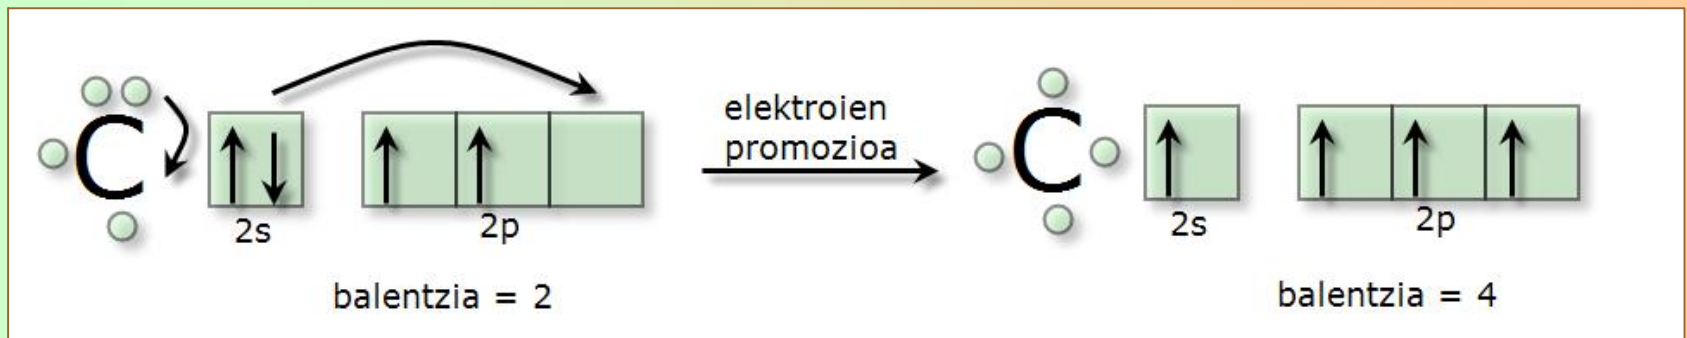 C
2s
2p
balentzia = 2
elektroien
promozioa
C
2s
2p
balentzia = 4